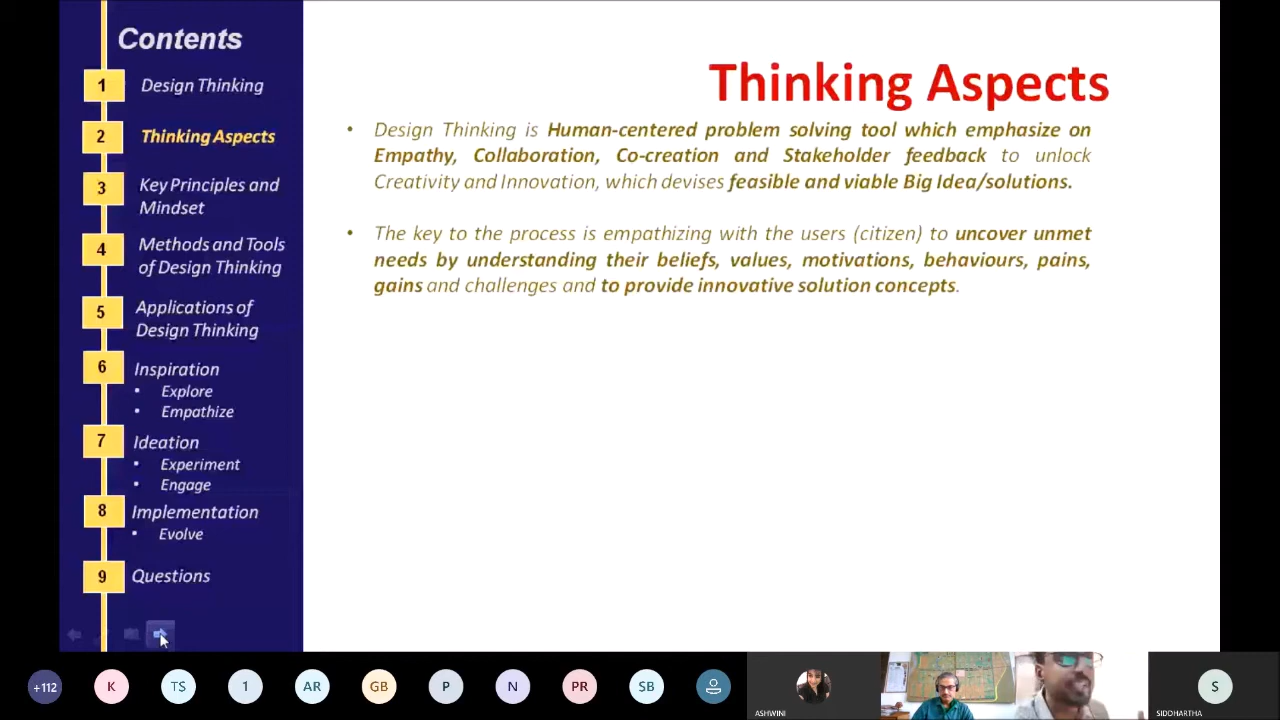 Contents
1 Design Thinking
2 Thinking Aspects
3 Key Principles and
Mindset
4 Methods and Tools
of Design Thinking
5 Applications of
Design Thinking
6 Inspiration
• Explore
• Empathize
7 Ideation
• Experiment
• Engage
8 Implementation
• Evolve
9 Questions
Thinking Aspects
• Design Thinking is Human-centered problem solving tool which emphasize on
Empathy, Collaboration, Co-creation and Stakeholder feedback to unlock
Creativity and Innovation, which devises feasible and viable Big Idea/solutions.
• The key to the process is empathizing with the users (citizen) to uncover unmet
needs by understanding their beliefs, values, motivations, behaviours, pains,
gains and challenges and to provide innovative solution concepts.
+112 K TS 1 AR GB P N PR SB S
ASHWINI SIDDHARTHA